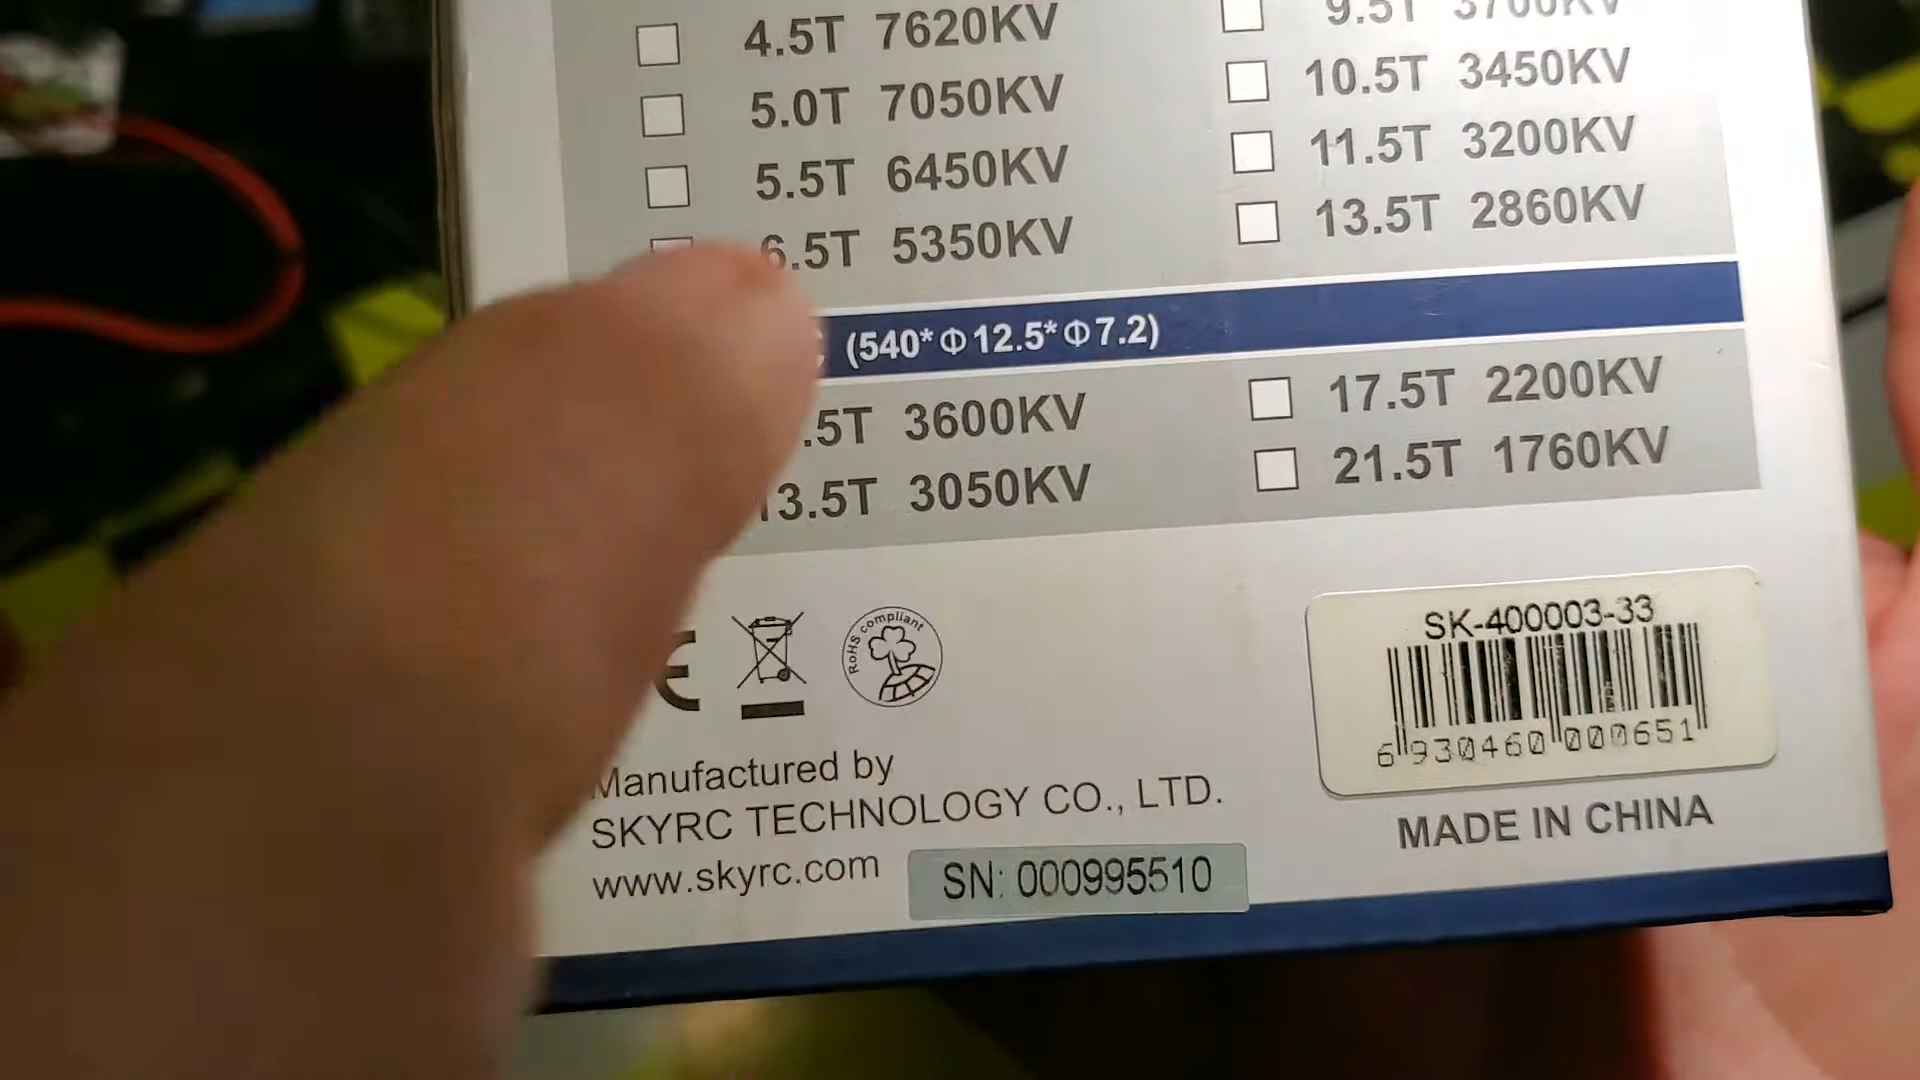 4.5T 7620KV
5.0T 7050KV
5.5T 6450KV
6.5T 5350KV
9.5T 3700KV
10.5T 3450KV
11.5T 3200KV
13.5T 2860KV
(540*Φ12.5*Φ7.2)
.5T 3600KV
13.5T 3050KV
17.5T 2200KV
21.5T 1760KV
RoHS compliant
SK-400003-33
6 930460 000651
Manufactured by
SKYRC TECHNOLOGY CO., LTD.
www.skyrc.com
SN: 000995510
MADE IN CHINA